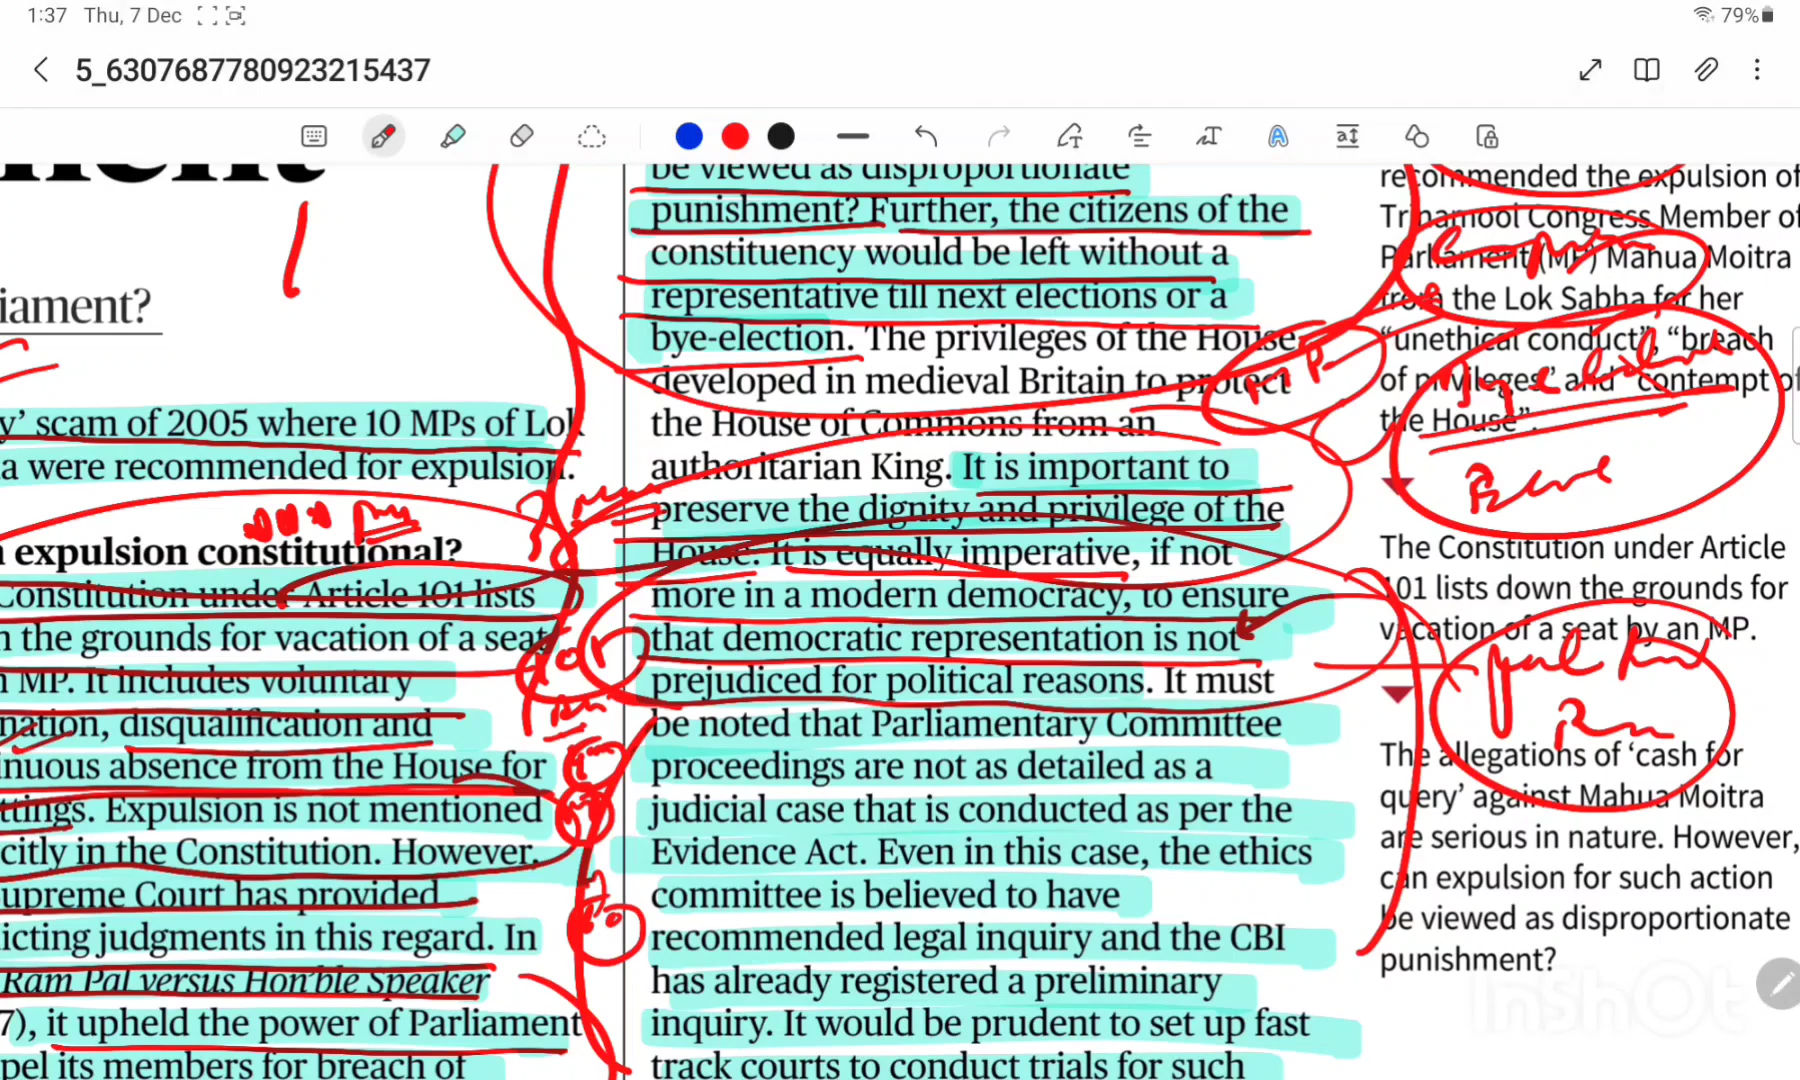 1:37 Thu, 7 Dec
79%
5_6307687780923215437
iament?
y’ scam of 2005 where 10 MPs of Lok
a were recommended for expulsion.
expulsion constitutional?
Constitution under Article 101 lists
n the grounds for vacation of a seat
n MP. It includes voluntary
nation, disqualification and
inuous absence from the House for
ttings. Expulsion is not mentioned
citly in the Constitution. However,
upreme Court has provided
icting judgments in this regard. In
Ram Pal versus Hon’ble Speaker
7), it upheld the power of Parliament
pel its members for breach of
be viewed as disproportionate
punishment? Further, the citizens of the
constituency would be left without a
representative till next elections or a
bye-election. The privileges of the House
developed in medieval Britain to protect
the House of Commons from an
authoritarian King. It is important to
preserve the dignity and privilege of the
House. It is equally imperative, if not
more in a modern democracy, to ensure
that democratic representation is not
prejudiced for political reasons. It must
be noted that Parliamentary Committee
proceedings are not as detailed as a
judicial case that is conducted as per the
Evidence Act. Even in this case, the ethics
committee is believed to have
recommended legal inquiry and the CBI
has already registered a preliminary
inquiry. It would be prudent to set up fast
track courts to conduct trials for such
recommended the expulsion of
Trinamool Congress Member of
Parliament (MP) Mahua Moitra
from the Lok Sabha for her
“unethical conduct”, “breach
of privileges” and “contempt of
the House”.
The Constitution under Article
101 lists down the grounds for
vacation of a seat by an MP.
The allegations of ‘cash for
query’ against Mahua Moitra
are serious in nature. However,
can expulsion for such action
be viewed as disproportionate
punishment?
InShOt